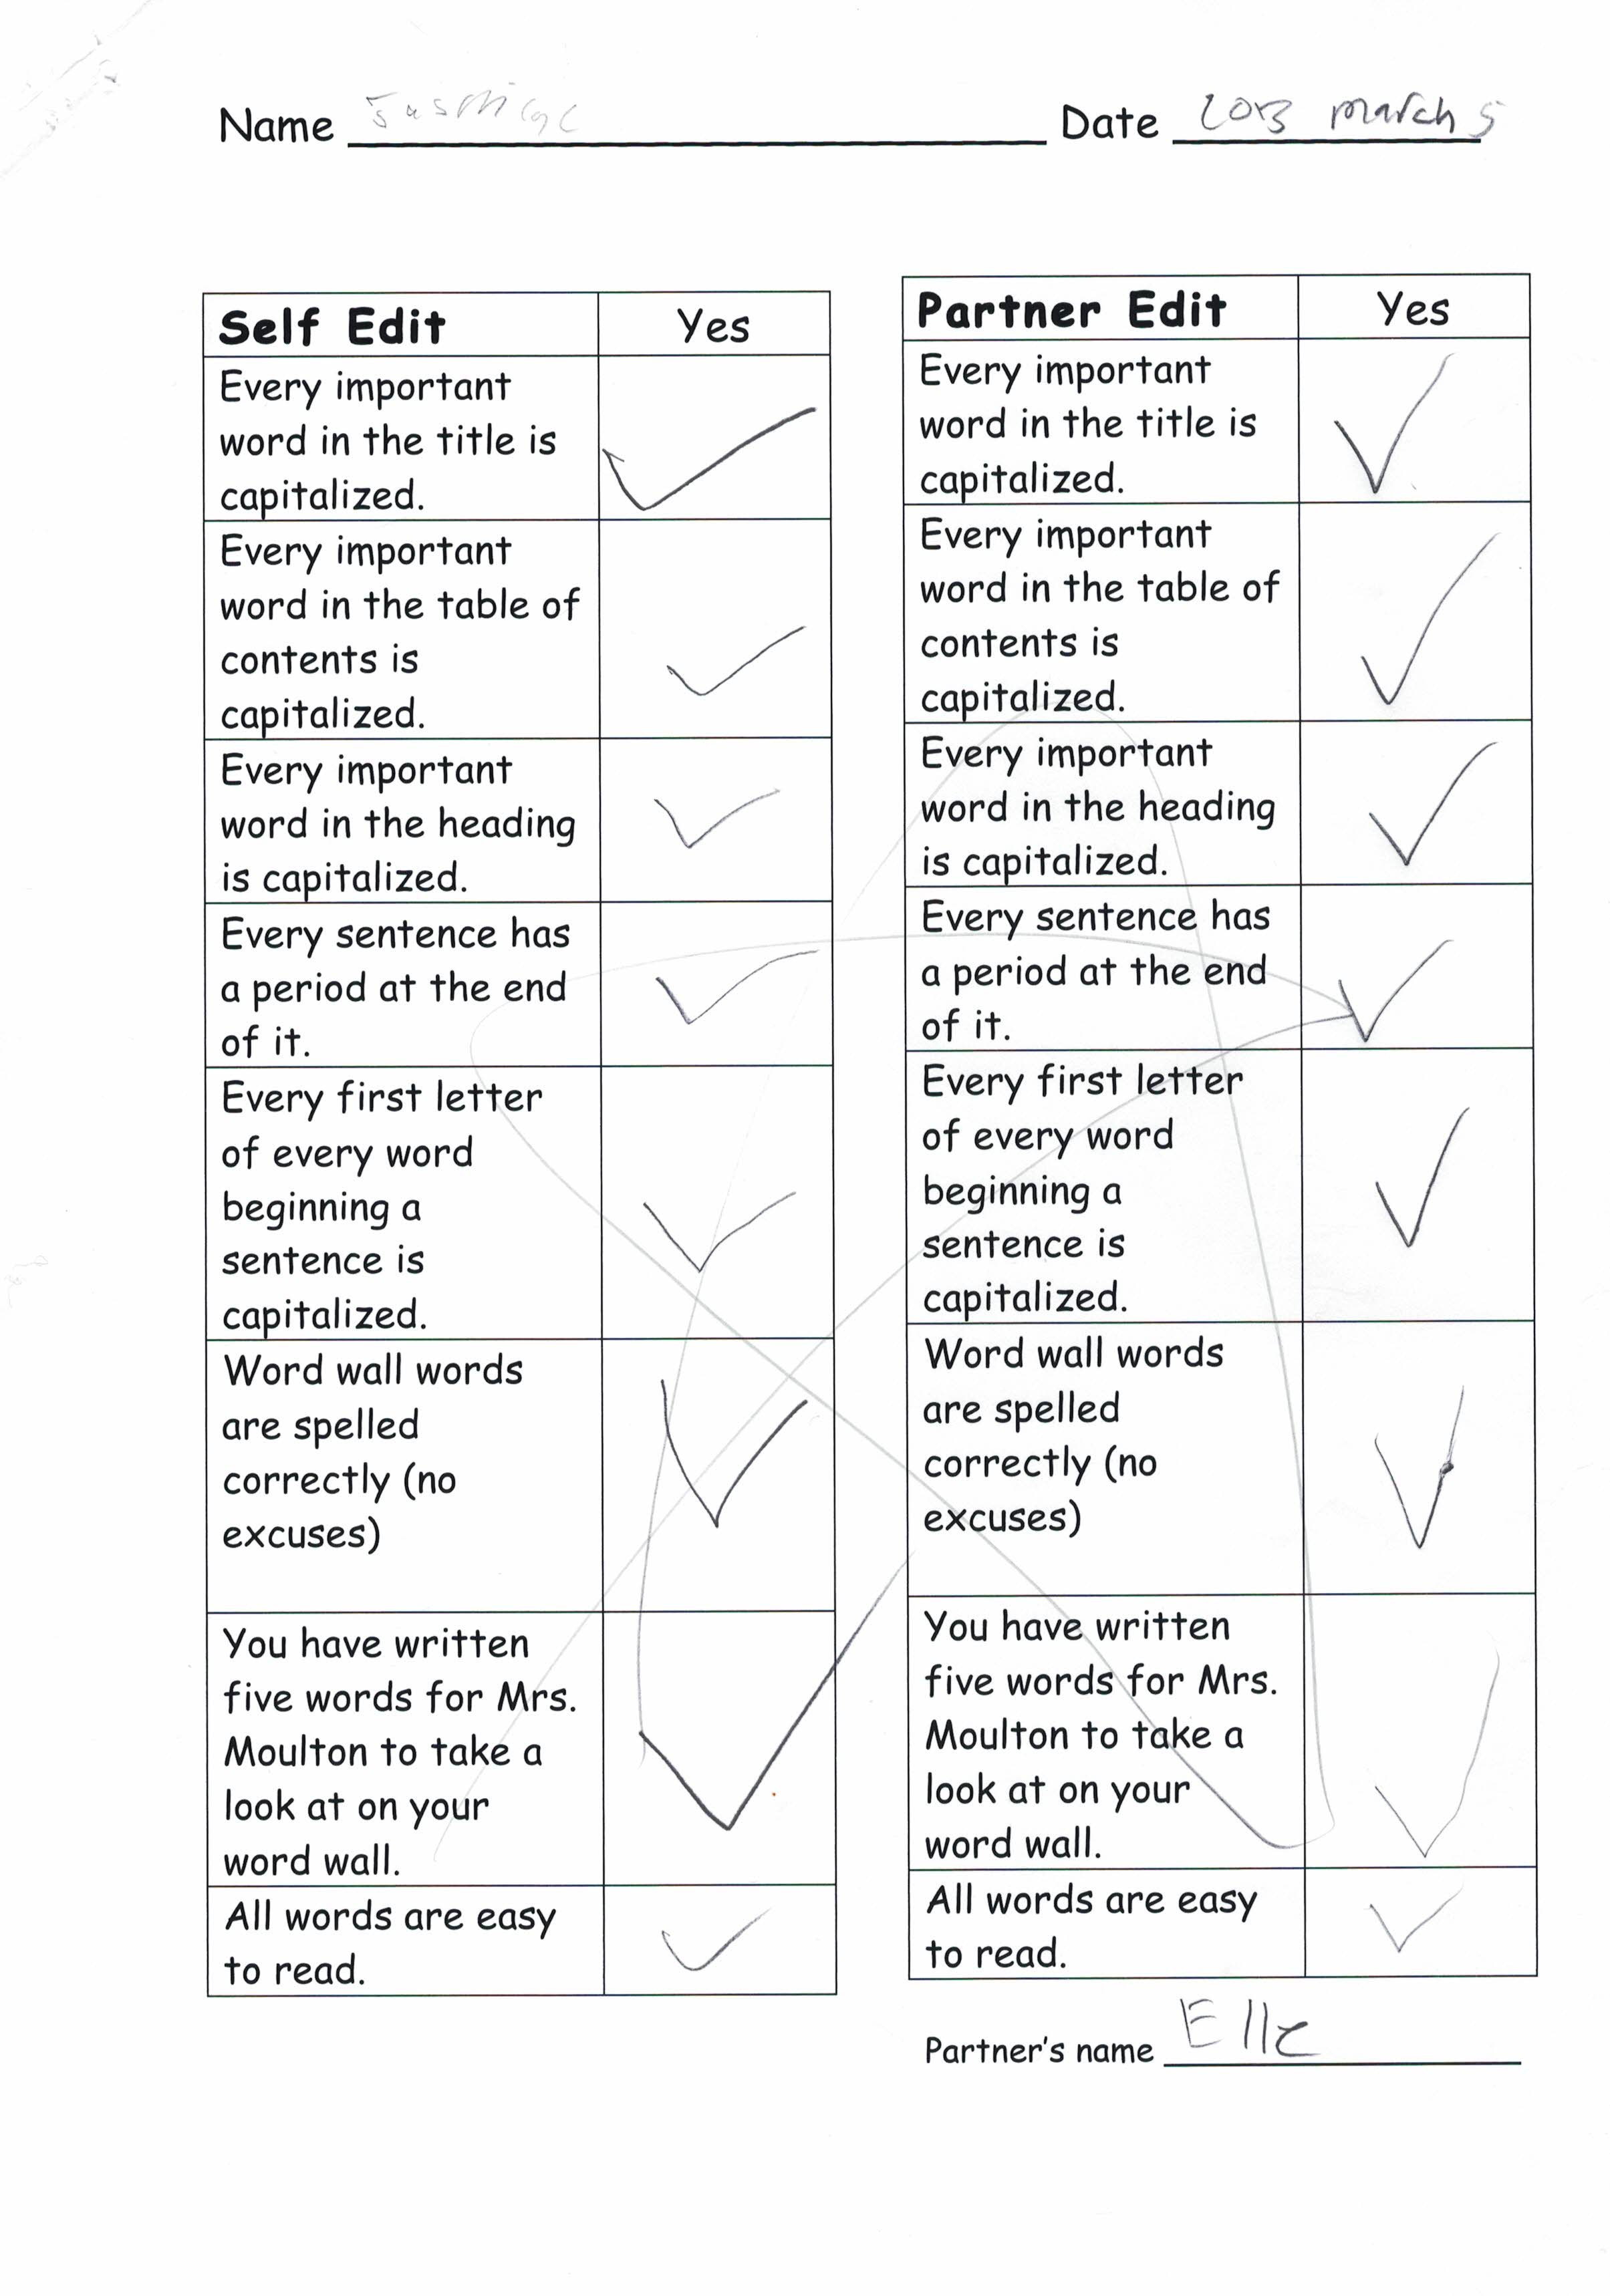 Name
Date 2013 march 5
Self Edit Yes
Every important
word in the title is
capitalized.
Every important
word in the table of
contents is
capitalized.
Every important
word in the heading
is capitalized.
Every sentence has
a period at the end
of it.
Every first letter
of every word
beginning a
sentence is
capitalized.
Word wall words
are spelled
correctly (no
excuses)
You have written
five words for Mrs.
Moulton to take a
look at on your
word wall.
All words are easy
to read.
Partner Edit Yes
Every important
word in the title is
capitalized.
Every important
word in the table of
contents is
capitalized.
Every important
word in the heading
is capitalized.
Every sentence has
a period at the end
of it.
Every first letter
of every word
beginning a
sentence is
capitalized.
Word wall words
are spelled
correctly (no
excuses)
You have written
five words for Mrs.
Moulton to take a
look at on your
word wall.
All words are easy
to read.
Partner's name Elle